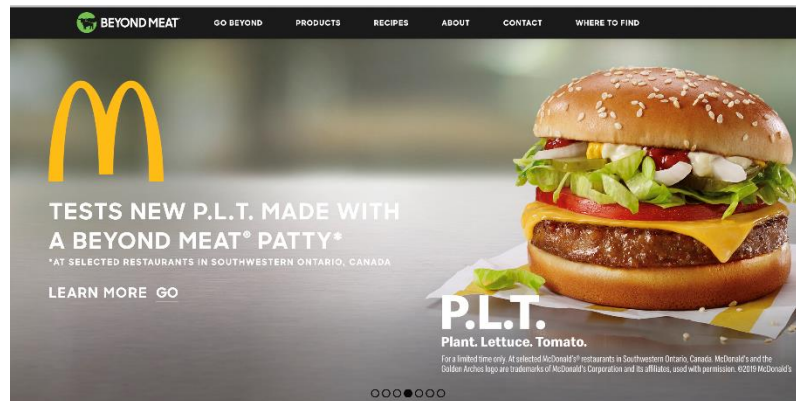 BEYOND MEAT
GO BEYOND
PRODUCTS
RECIPES
ABOUT
CONTACT
WHERE TO FIND
TESTS NEW P.L.T. MADE WITH
A BEYOND MEAT® PATTY*
*AT SELECTED RESTAURANTS IN SOUTHWESTERN ONTARIO, CANADA
LEARN MORE GO
P.L.T.
Plant. Lettuce. Tomato.
For a limited time only. At selected McDonald's® restaurants in Southwestern Ontario, Canada. McDonald's and the
Golden Arches logo are trademarks of McDonald's Corporation and its affiliates, used with permission. ©2019 McDonald's